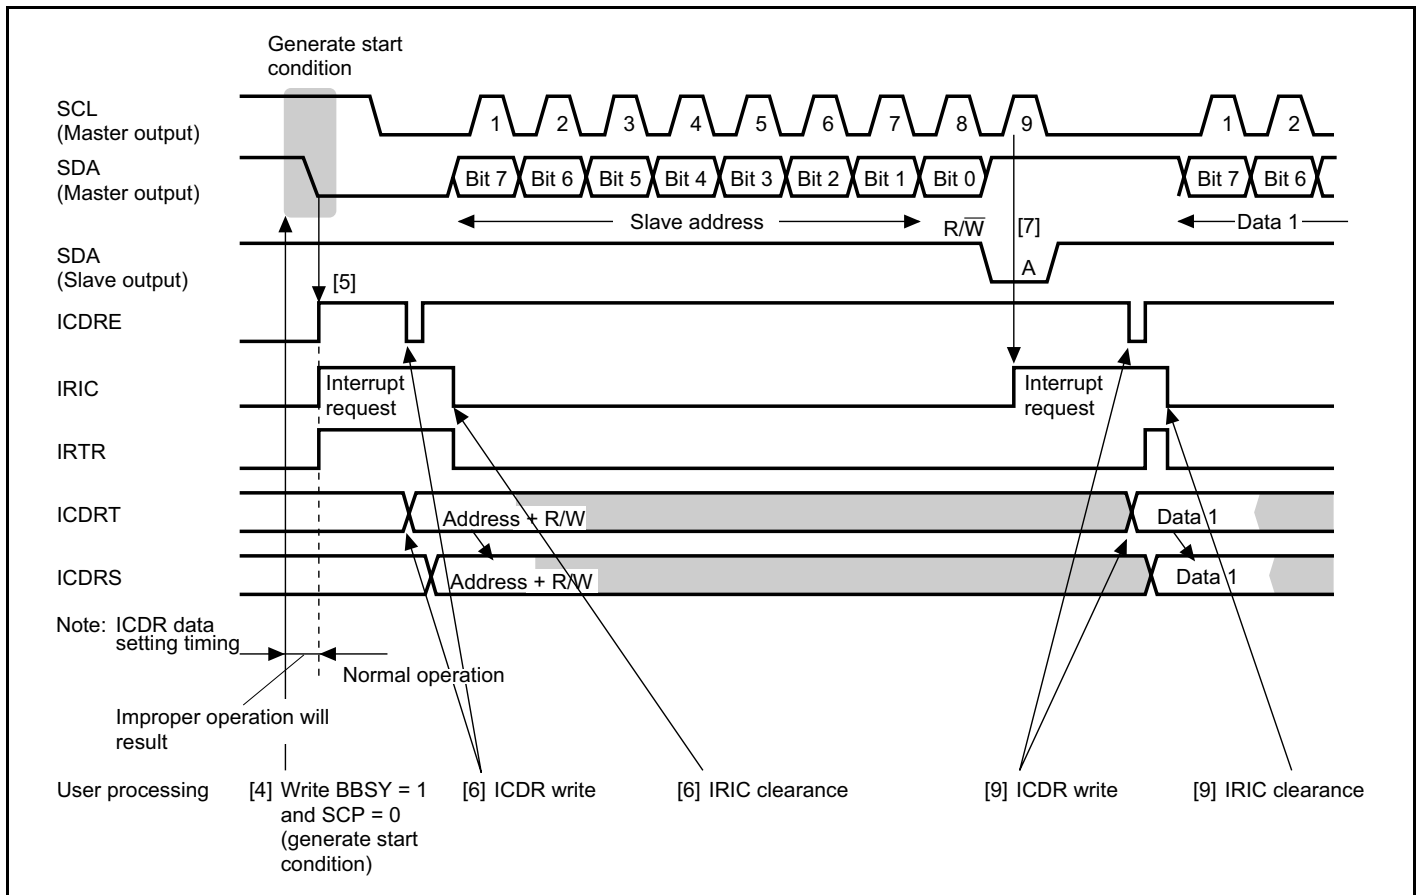 Generate start
condition
SCL
(Master output)
1 2 3 4 5 6 7 8 9 1 2
SDA
(Master output)
Bit 7 Bit 6 Bit 5 Bit 4 Bit 3 Bit 2 Bit 1 Bit 0 Bit 7 Bit 6
Slave address R/W̅ [7] Data 1
SDA
(Slave output)
A
[5]
ICDRE
IRIC
Interrupt
request
Interrupt
request
IRTR
ICDRT
Address + R/W Data 1
ICDRS
Address + R/W Data 1
Note: ICDR data
setting timing
Normal operation
Improper operation will
result
User processing [4] Write BBSY = 1
and SCP = 0
(generate start
condition)
[6] ICDR write [6] IRIC clearance [9] ICDR write [9] IRIC clearance